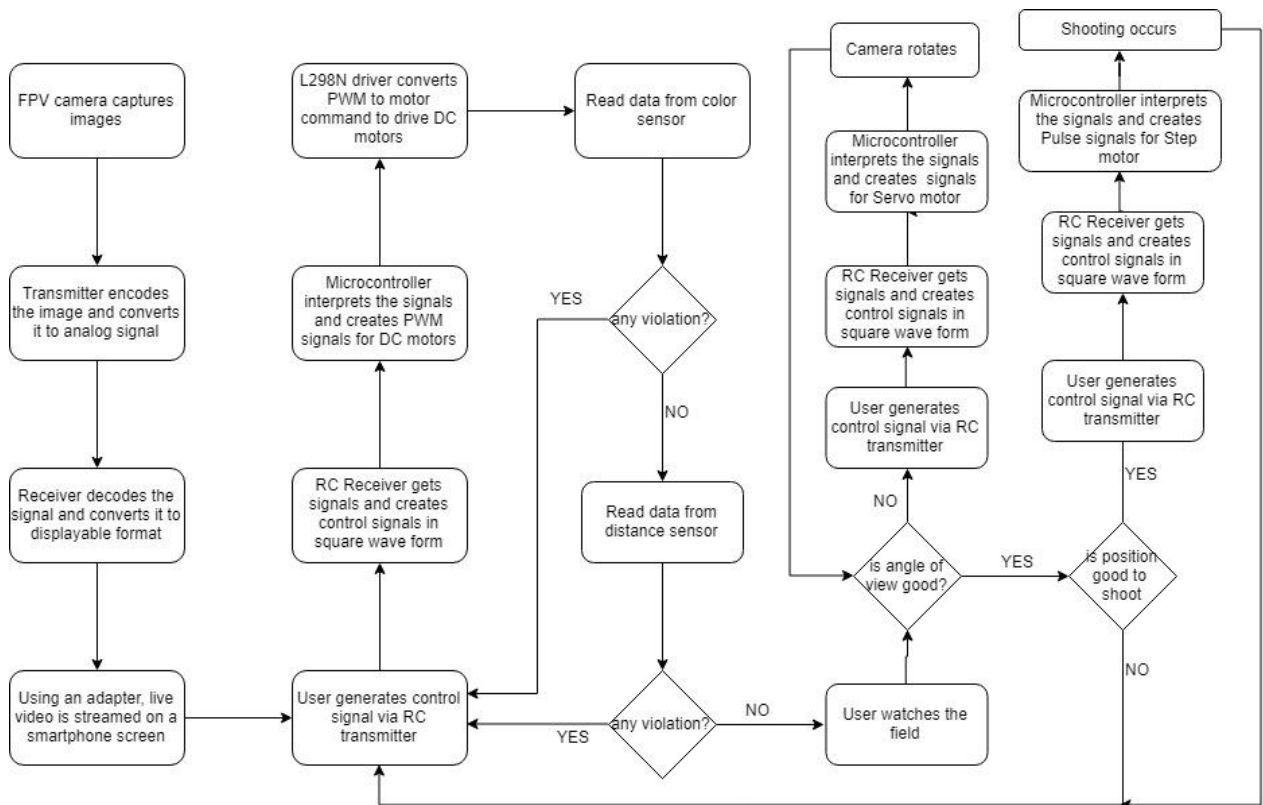 FPV camera captures
images
Transmitter encodes
the image and converts
it to analog signal
Receiver decodes the
signal and converts it to
displayable format
Using an adapter, live
video is streamed on a
smartphone screen
User generates control
signal via RC
transmitter
RC Receiver gets
signals and creates
control signals in
square wave form
Microcontroller
interprets the signals
and creates PWM
signals for DC motors
L298N driver converts
PWM to motor
command to drive DC
motors
Read data from color
sensor
any violation?
YES
NO
Read data from
distance sensor
any violation?
YES
NO
User watches the
field
is angle of
view good?
NO
User generates
control signal via RC
transmitter
RC Receiver gets
signals and creates
control signals in
square wave form
Microcontroller
interprets the signals
and creates signals
for Servo motor
Camera rotates
YES
is position
good to
shoot
YES
User generates
control signal via RC
transmitter
RC Receiver gets
signals and creates
control signals in
square wave form
Microcontroller interprets
the signals and creates
Pulse signals for Step
motor
Shooting occurs
NO